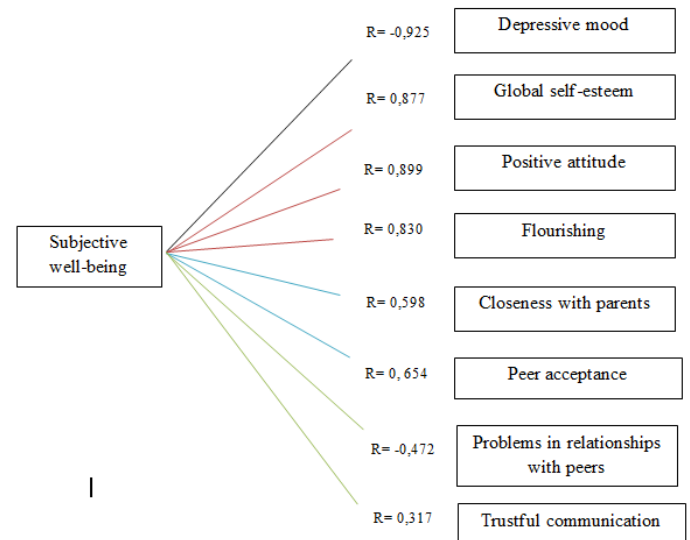 R= -0,925
Depressive mood
R= 0,877
Global self-esteem
R= 0,899
Positive attitude
R= 0,830
Flourishing
Subjective
well-being
R= 0,598
Closeness with parents
R= 0, 654
Peer acceptance
R= -0,472
Problems in relationships
with peers
R= 0,317
Trustful communication